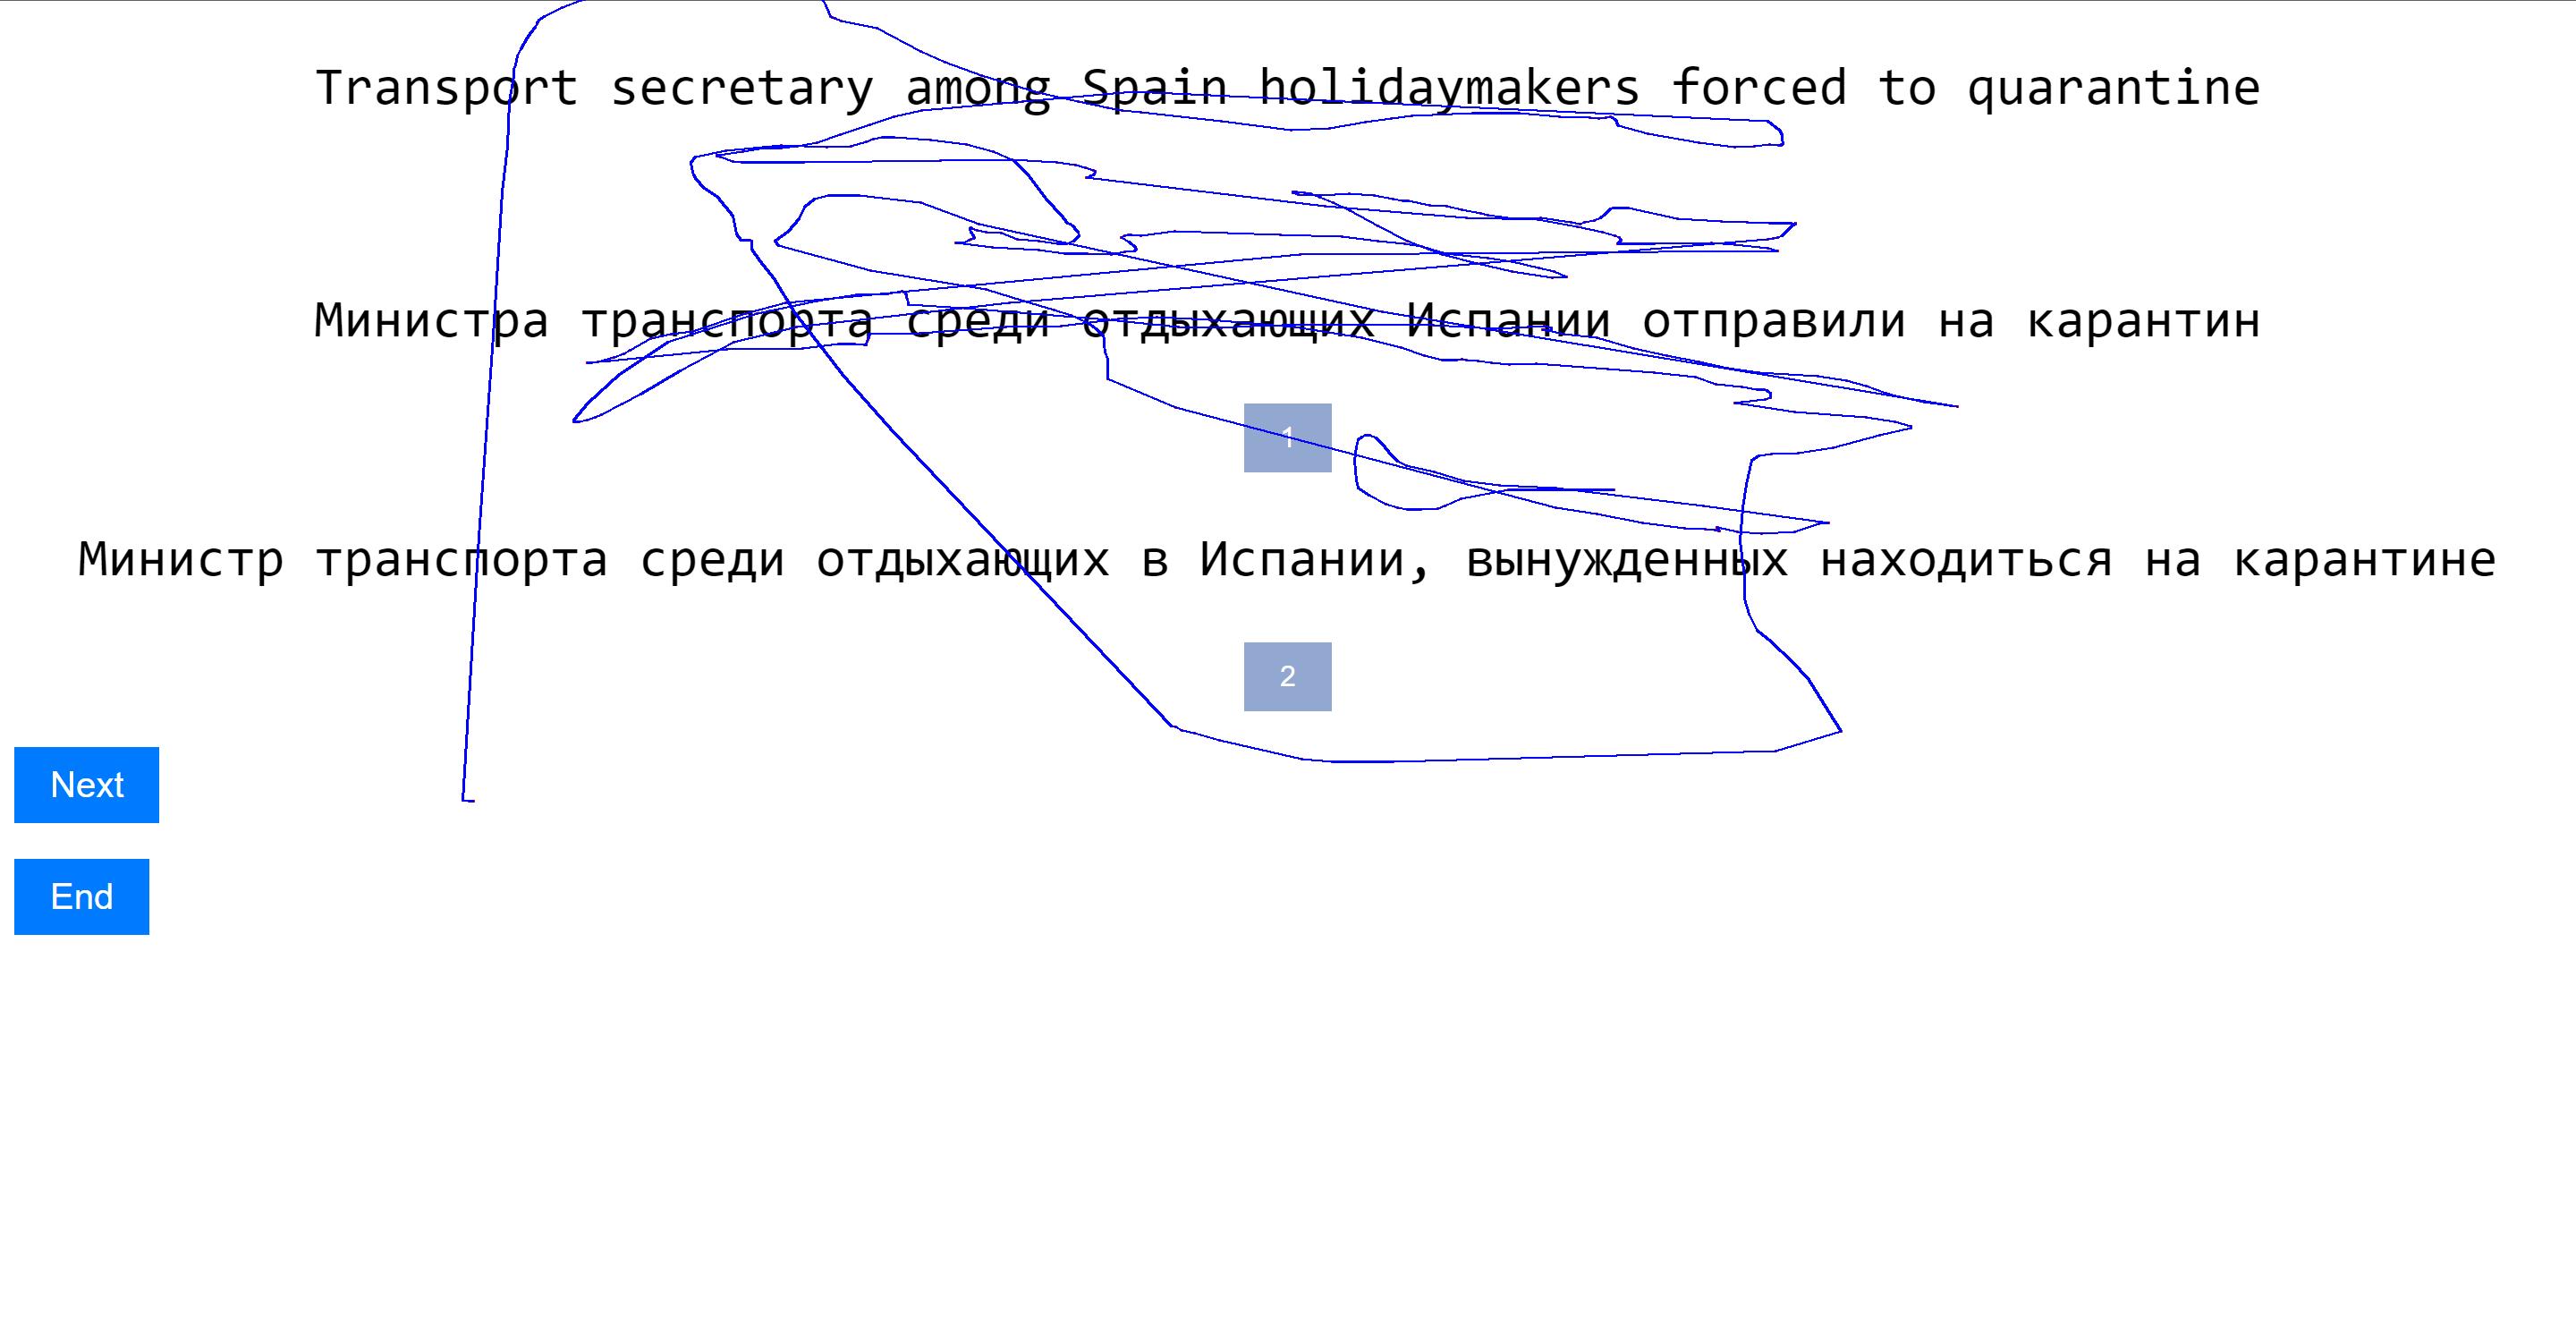 Transport secretary among Spain holidaymakers forced to quarantine
Министра транспорта среди отдыхающих Испании отправили на карантин
1
Министр транспорта среди отдыхающих в Испании, вынужденных находиться на карантине
2
Next
End